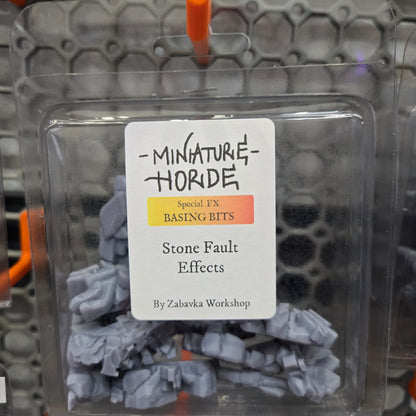 -MINIATURE-
HORDE
Special FX
BASING BITS
Stone Fault
Effects
By Zabavka Workshop